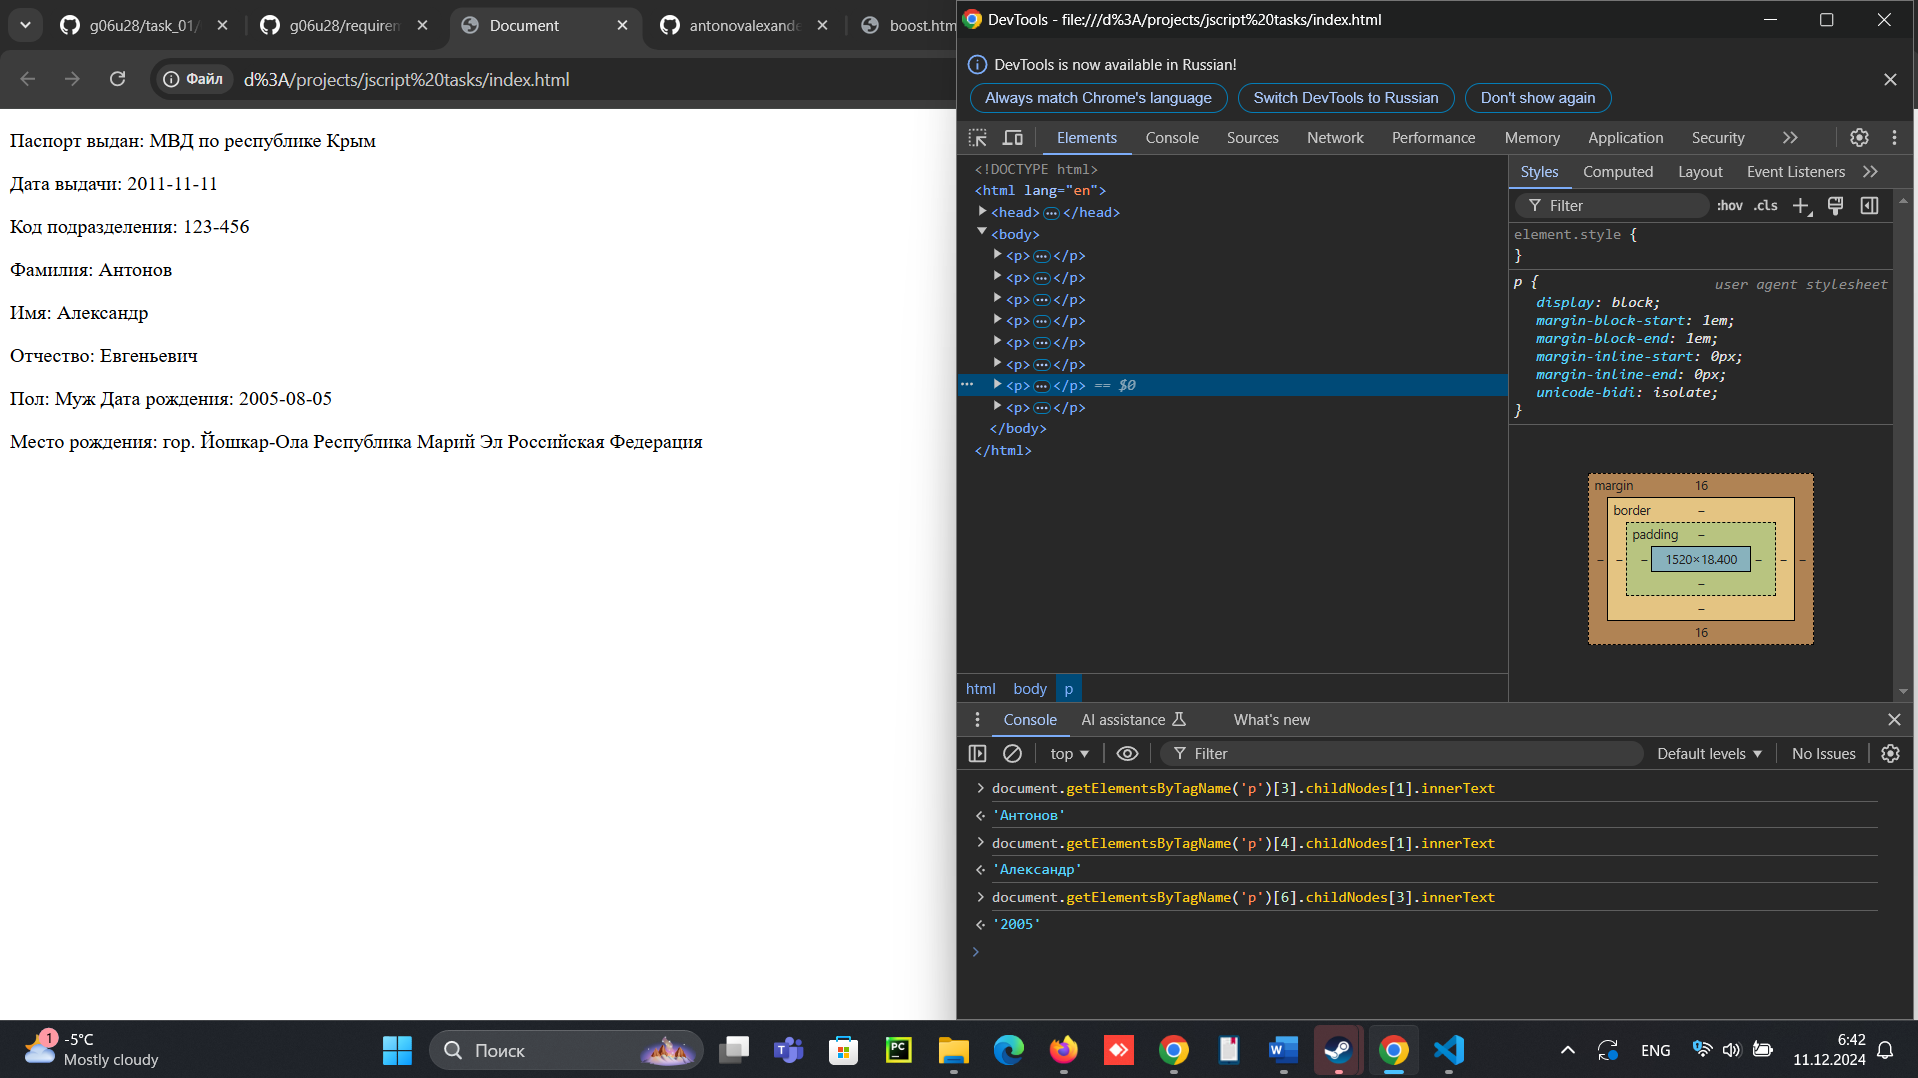 g06u28/task_01/
g06u28/requirem
Document
antonovalexande
boost.htm
Файл
d%3A/projects/jscript%20tasks/index.html
Паспорт выдан: МВД по республике Крым
Дата выдачи: 2011-11-11
Код подразделения: 123-456
Фамилия: Антонов
Имя: Александр
Отчество: Евгеньевич
Пол: Муж Дата рождения: 2005-08-05
Место рождения: гор. Йошкар-Ола Республика Марий Эл Российская Федерация
DevTools - file:///d%3A/projects/jscript%20tasks/index.html
DevTools is now available in Russian!
Always match Chrome's language Switch DevTools to Russian Don't show again
Elements Console Sources Network Performance Memory Application Security
<!DOCTYPE html>
<html lang="en">
<head>…</head>
<body>
<p>…</p>
<p>…</p>
<p>…</p>
<p>…</p>
<p>…</p>
<p>…</p>
<p>…</p> == $0
<p>…</p>
</body>
</html>
html body p
Styles Computed Layout Event Listeners
Filter :hov .cls
element.style {
}
p { user agent stylesheet
display: block;
margin-block-start: 1em;
margin-block-end: 1em;
margin-inline-start: 0px;
margin-inline-end: 0px;
unicode-bidi: isolate;
}
margin 16
border –
padding –
– – – 1520×18.400 – – –
–
–
16
Console AI assistance What's new
top Filter Default levels No Issues
document.getElementsByTagName('p')[3].childNodes[1].innerText
'Антонов'
document.getElementsByTagName('p')[4].childNodes[1].innerText
'Александр'
document.getElementsByTagName('p')[6].childNodes[3].innerText
'2005'
1
-5°C
Mostly cloudy
Поиск
PC
ENG
6:42
11.12.2024